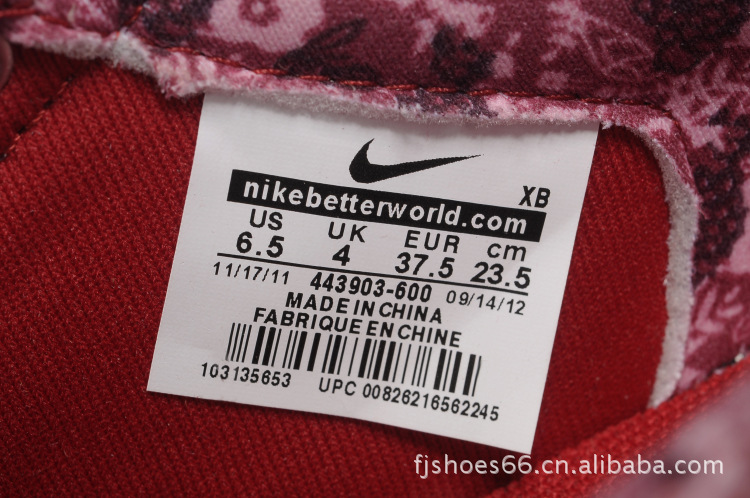 XB
nikebetterworld.com
US UK EUR cm
6.5 4 37.5 23.5
11/17/11 443903-600 09/14/12
MADE IN CHINA
FABRIQUE EN CHINE
103135653 UPC 00826216562245
fjshoes66.cn.alibaba.com